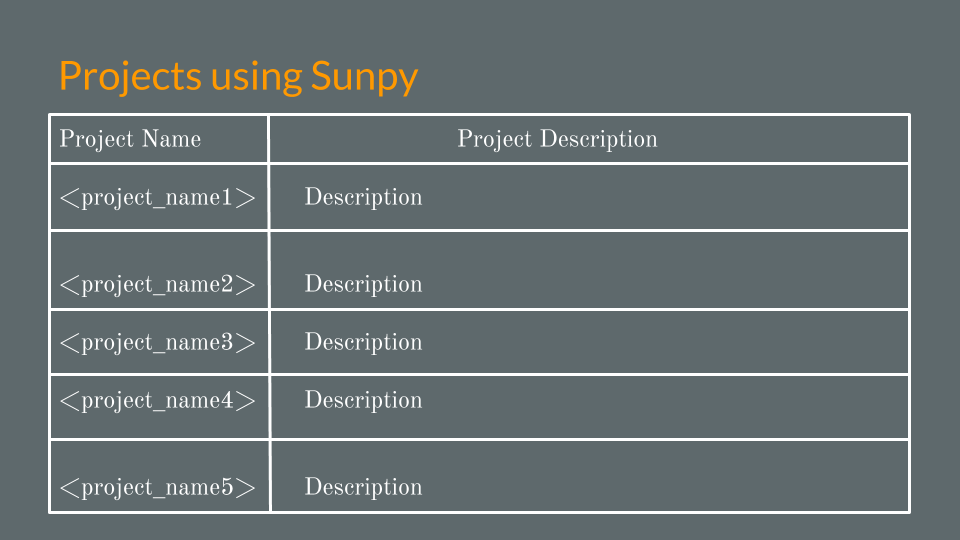 Projects using Sunpy
Project Name Project Description
<project_name1> Description
<project_name2> Description
<project_name3> Description
<project_name4> Description
<project_name5> Description